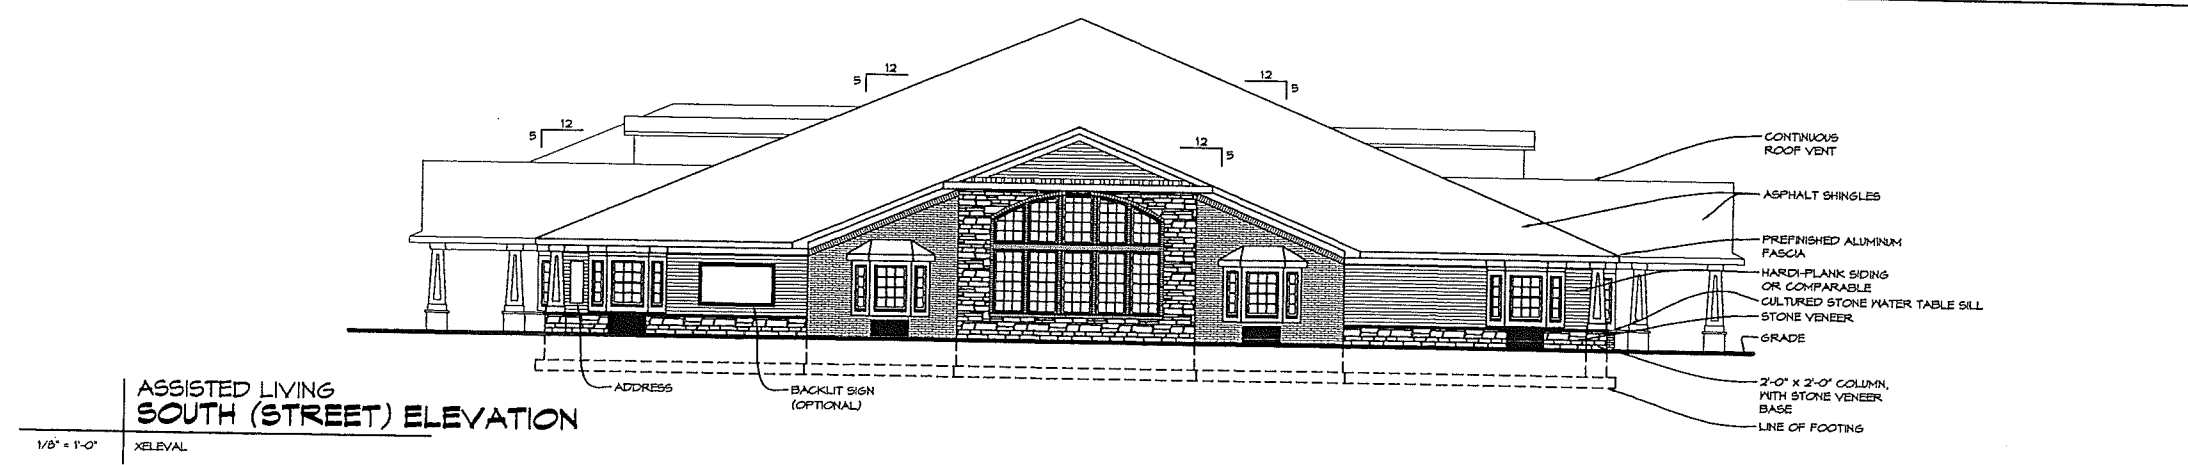 12
5
12
5
12
5
12
5
CONTINUOUS
ROOF VENT
ASPHALT SHINGLES
PREFINISHED ALUMINUM
FASCIA
HARDI-PLANK SIDING
OR COMPARABLE
CULTURED STONE WATER TABLE SILL
STONE VENEER
GRADE
2'-0" X 2'-0" COLUMN,
WITH STONE VENEER
BASE
LINE OF FOOTING
ADDRESS
BACKLIT SIGN
(OPTIONAL)
ASSISTED LIVING
SOUTH (STREET) ELEVATION
1/8" = 1'-0"
XELEVAL